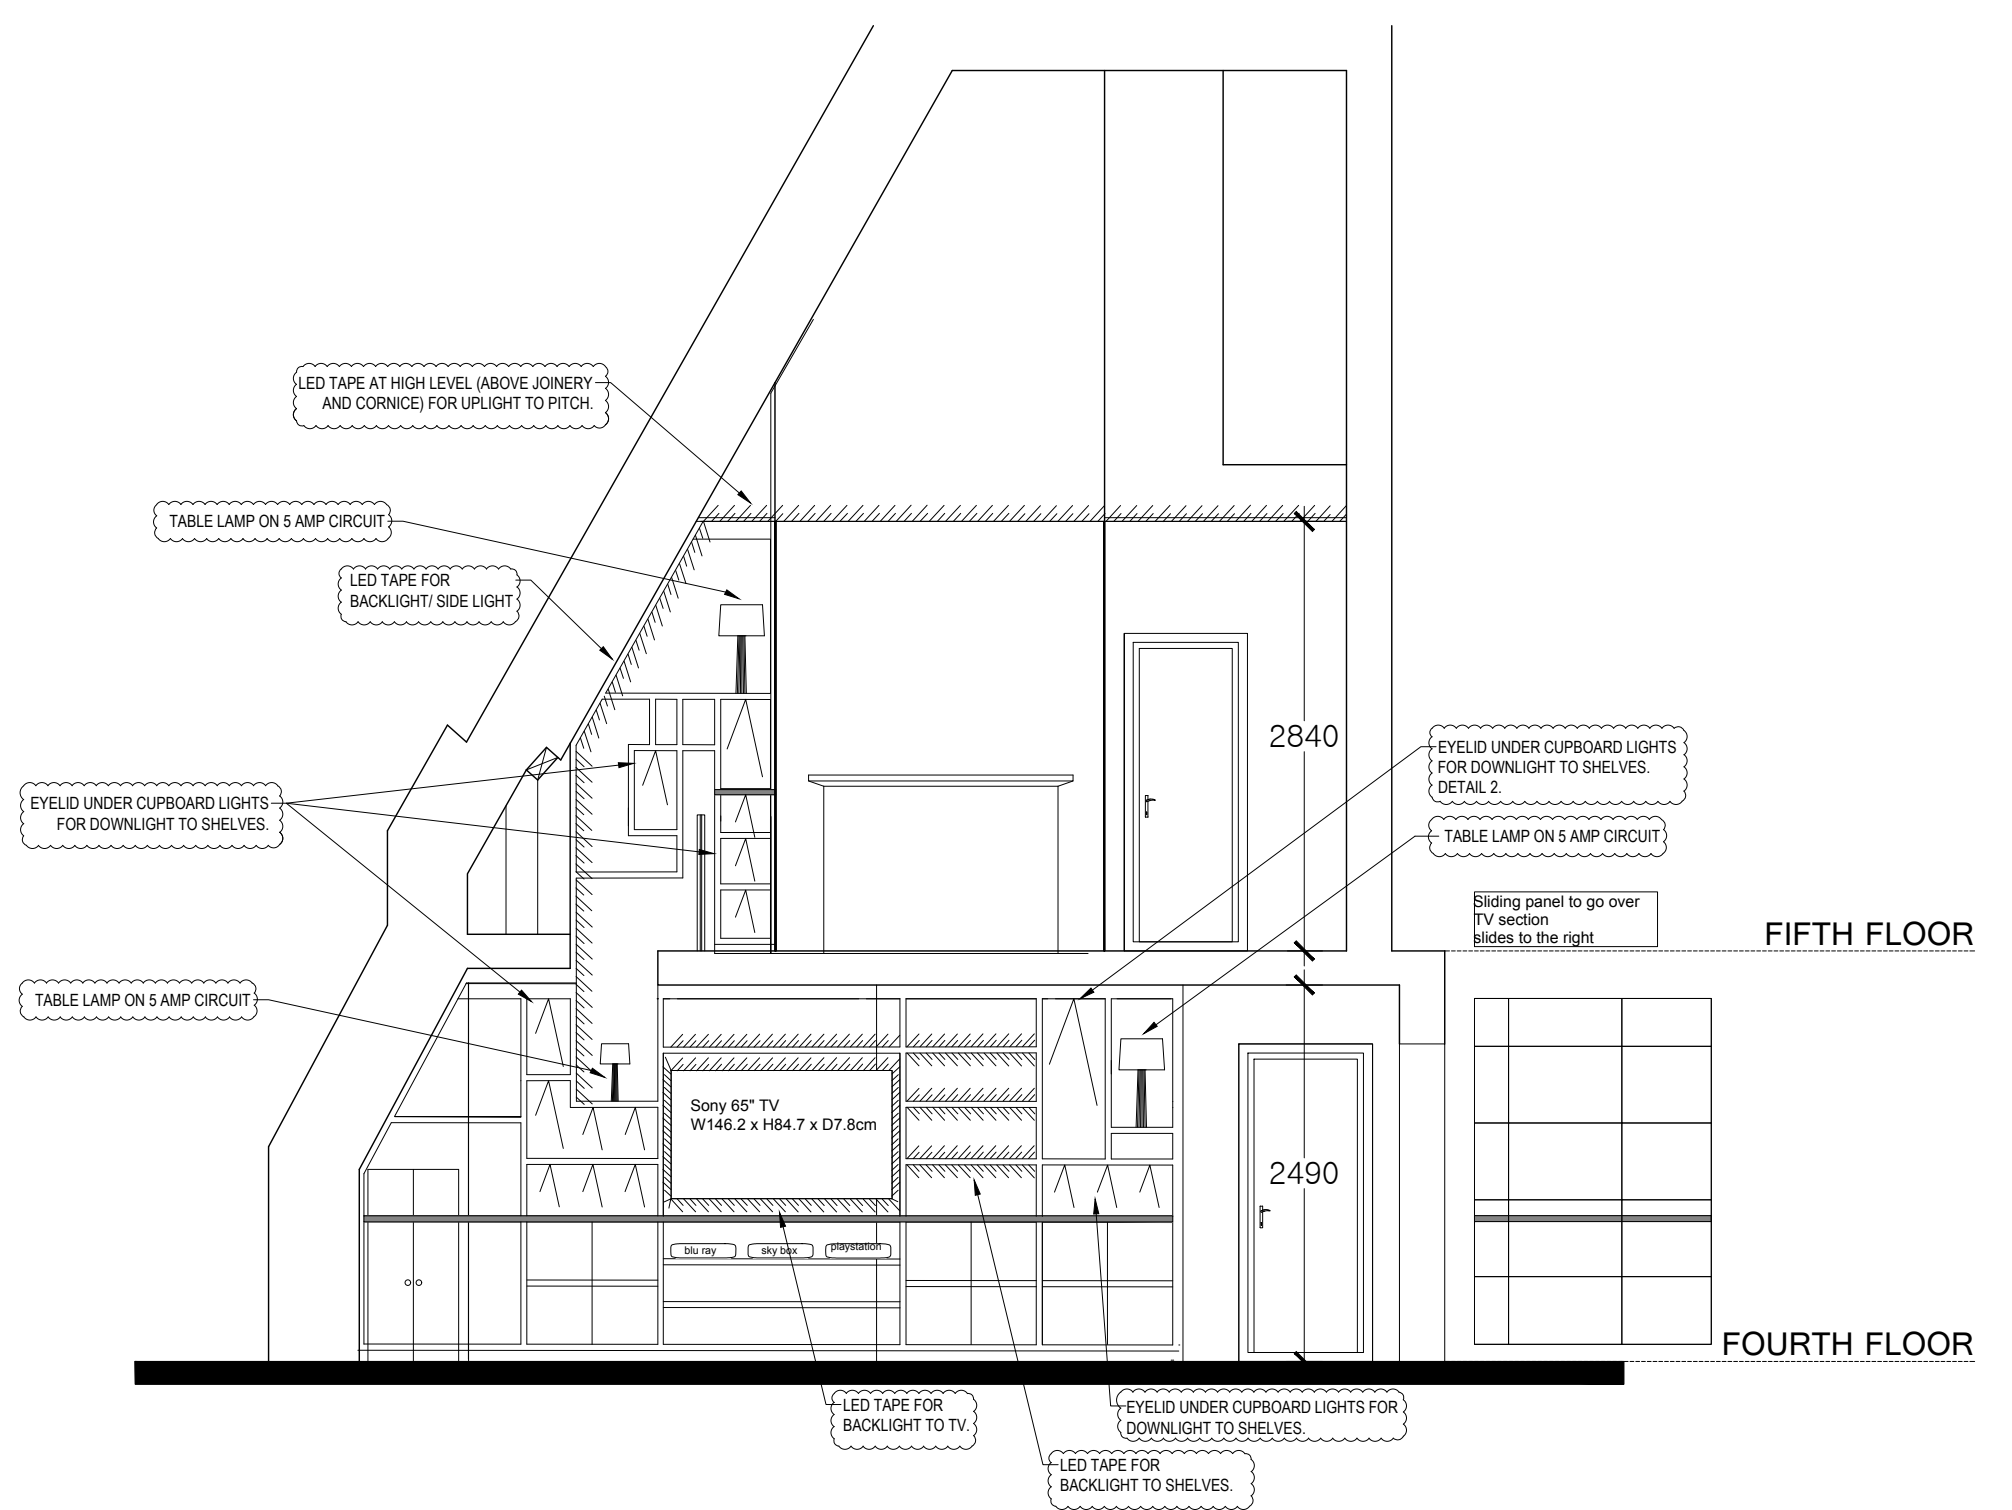 LED TAPE AT HIGH LEVEL (ABOVE JOINERY
AND CORNICE) FOR UPLIGHT TO PITCH.
TABLE LAMP ON 5 AMP CIRCUIT
LED TAPE FOR
BACKLIGHT/ SIDE LIGHT
2840
EYELID UNDER CUPBOARD LIGHTS
FOR DOWNLIGHT TO SHELVES.
DETAIL 2.
EYELID UNDER CUPBOARD LIGHTS
FOR DOWNLIGHT TO SHELVES.
TABLE LAMP ON 5 AMP CIRCUIT
Sliding panel to go over
TV section
slides to the right
FIFTH FLOOR
TABLE LAMP ON 5 AMP CIRCUIT
Sony 65" TV
W146.2 x H84.7 x D7.8cm
2490
blu ray
sky box
playstation
FOURTH FLOOR
LED TAPE FOR
BACKLIGHT TO TV.
EYELID UNDER CUPBOARD LIGHTS FOR
DOWNLIGHT TO SHELVES.
LED TAPE FOR
BACKLIGHT TO SHELVES.